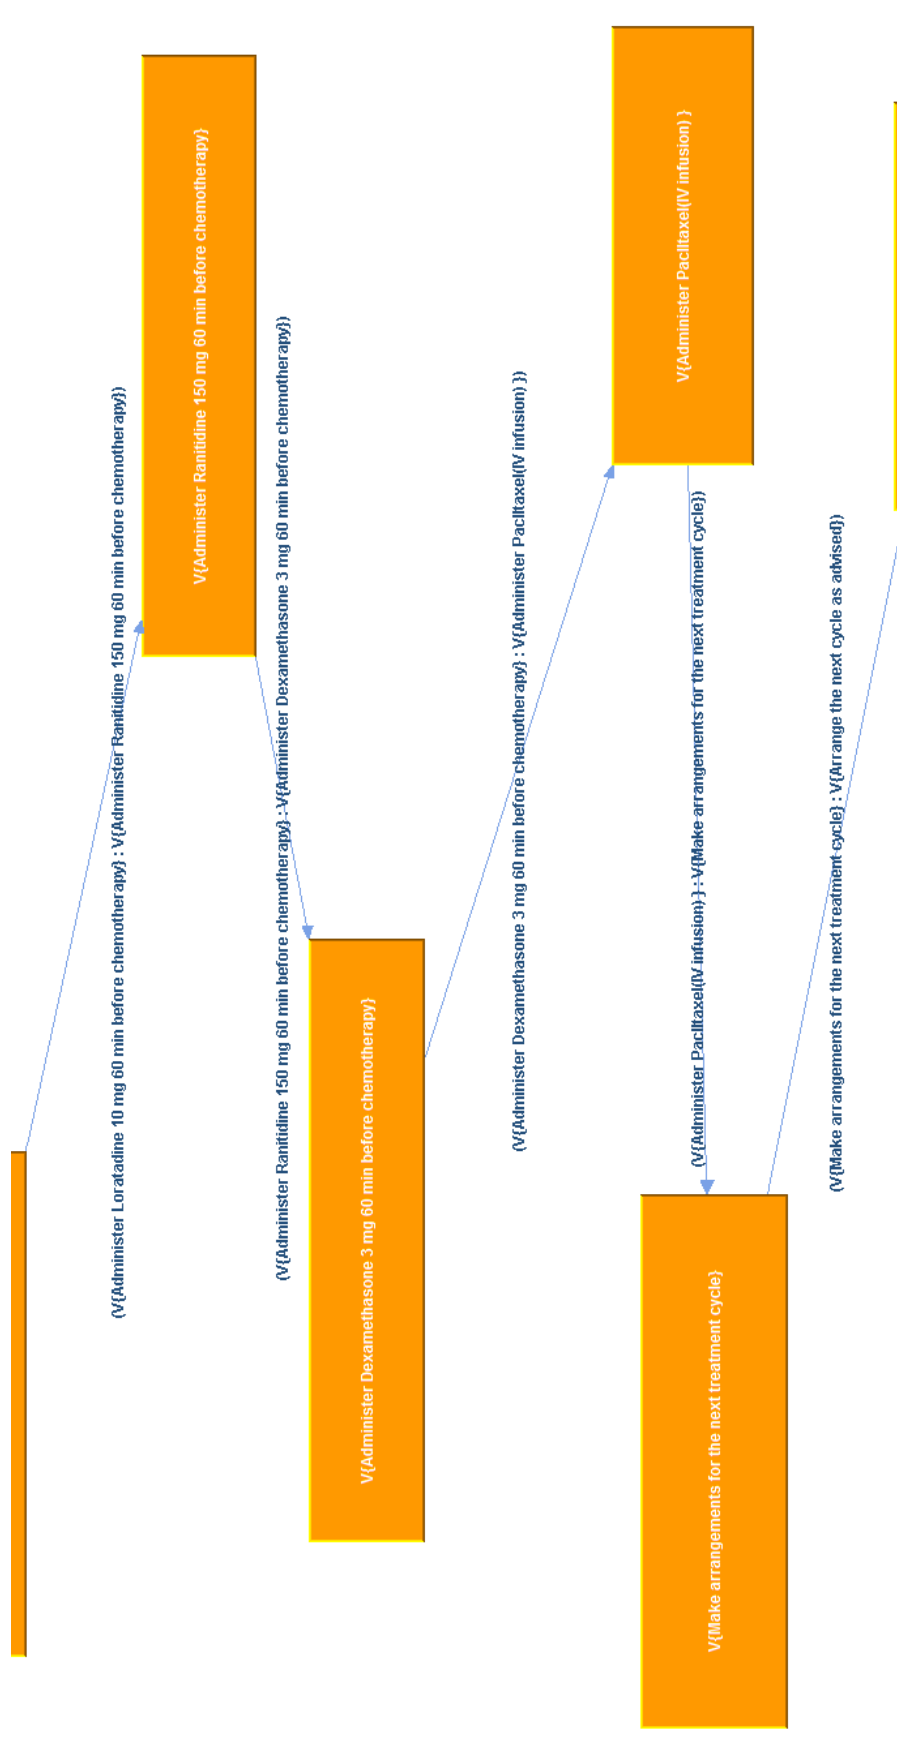 (V{Administer Loratadine 10 mg 60 min before chemotherapy} : V{Administer Ranitidine 150 mg 60 min before chemotherapy})
V{Administer Ranitidine 150 mg 60 min before chemotherapy}
(V{Administer Ranitidine 150 mg 60 min before chemotherapy} : V{Administer Dexamethasone 3 mg 60 min before chemotherapy})
V{Administer Dexamethasone 3 mg 60 min before chemotherapy}
(V{Administer Dexamethasone 3 mg 60 min before chemotherapy} : V{Administer Paclitaxel(IV infusion) })
V{Administer Paclitaxel(IV infusion) }
(V{Administer Paclitaxel(IV infusion) } : V{Make arrangements for the next treatment cycle})
V{Make arrangements for the next treatment cycle}
(V{Make arrangements for the next treatment cycle} : V{Arrange the next cycle as advised})